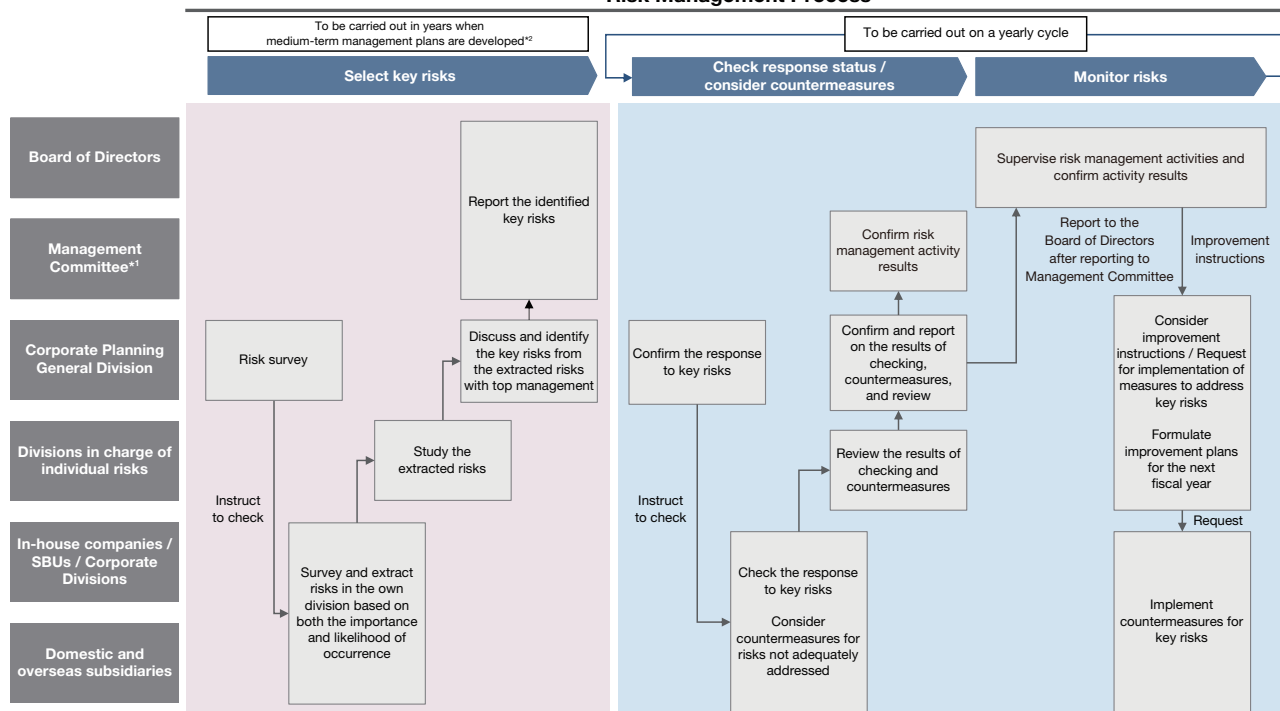 Risk Management Process
To be carried out in years when
medium-term management plans are developed*2
To be carried out on a yearly cycle
Select key risks
Check response status /
consider countermeasures
Monitor risks
Board of Directors
Management
Committee*1
Corporate Planning
General Division
Divisions in charge of
individual risks
In-house companies /
SBUs / Corporate
Divisions
Domestic and
overseas subsidiaries
Risk survey
Instruct
to check
Survey and extract
risks in the own
division based on
both the importance
and likelihood of
occurrence
Study the
extracted risks
Discuss and identify
the key risks from
the extracted risks
with top management
Report the identified
key risks
Confirm the response
to key risks
Instruct
to check
Check the response
to key risks
Consider
countermeasures for
risks not adequately
addressed
Review the results of
checking and
countermeasures
Confirm and report
on the results of
checking,
countermeasures,
and review
Confirm risk
management activity
results
Supervise risk management activities and
confirm activity results
Report to the
Board of Directors
after reporting to
Management Committee
Improvement
instructions
Consider
improvement
instructions / Request
for implementation of
measures to address
key risks
Formulate
improvement plans
for the next
fiscal year
Request
Implement
countermeasures for
key risks